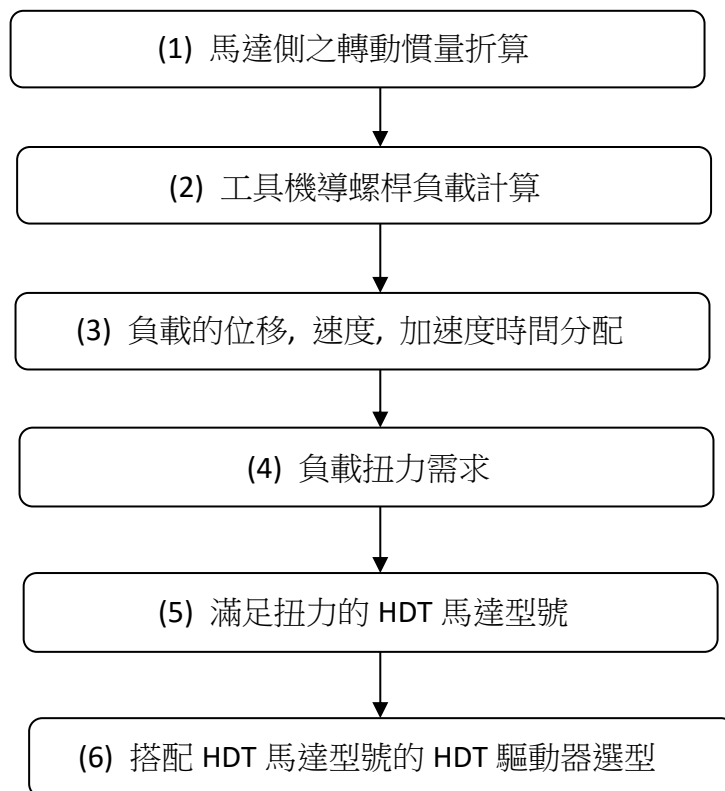 (1) 馬達側之轉動慣量折算
(2) 工具機導螺桿負載計算
(3) 負載的位移, 速度, 加速度時間分配
(4) 負載扭力需求
(5) 滿足扭力的 HDT 馬達型號
(6) 搭配 HDT 馬達型號的 HDT 驅動器選型